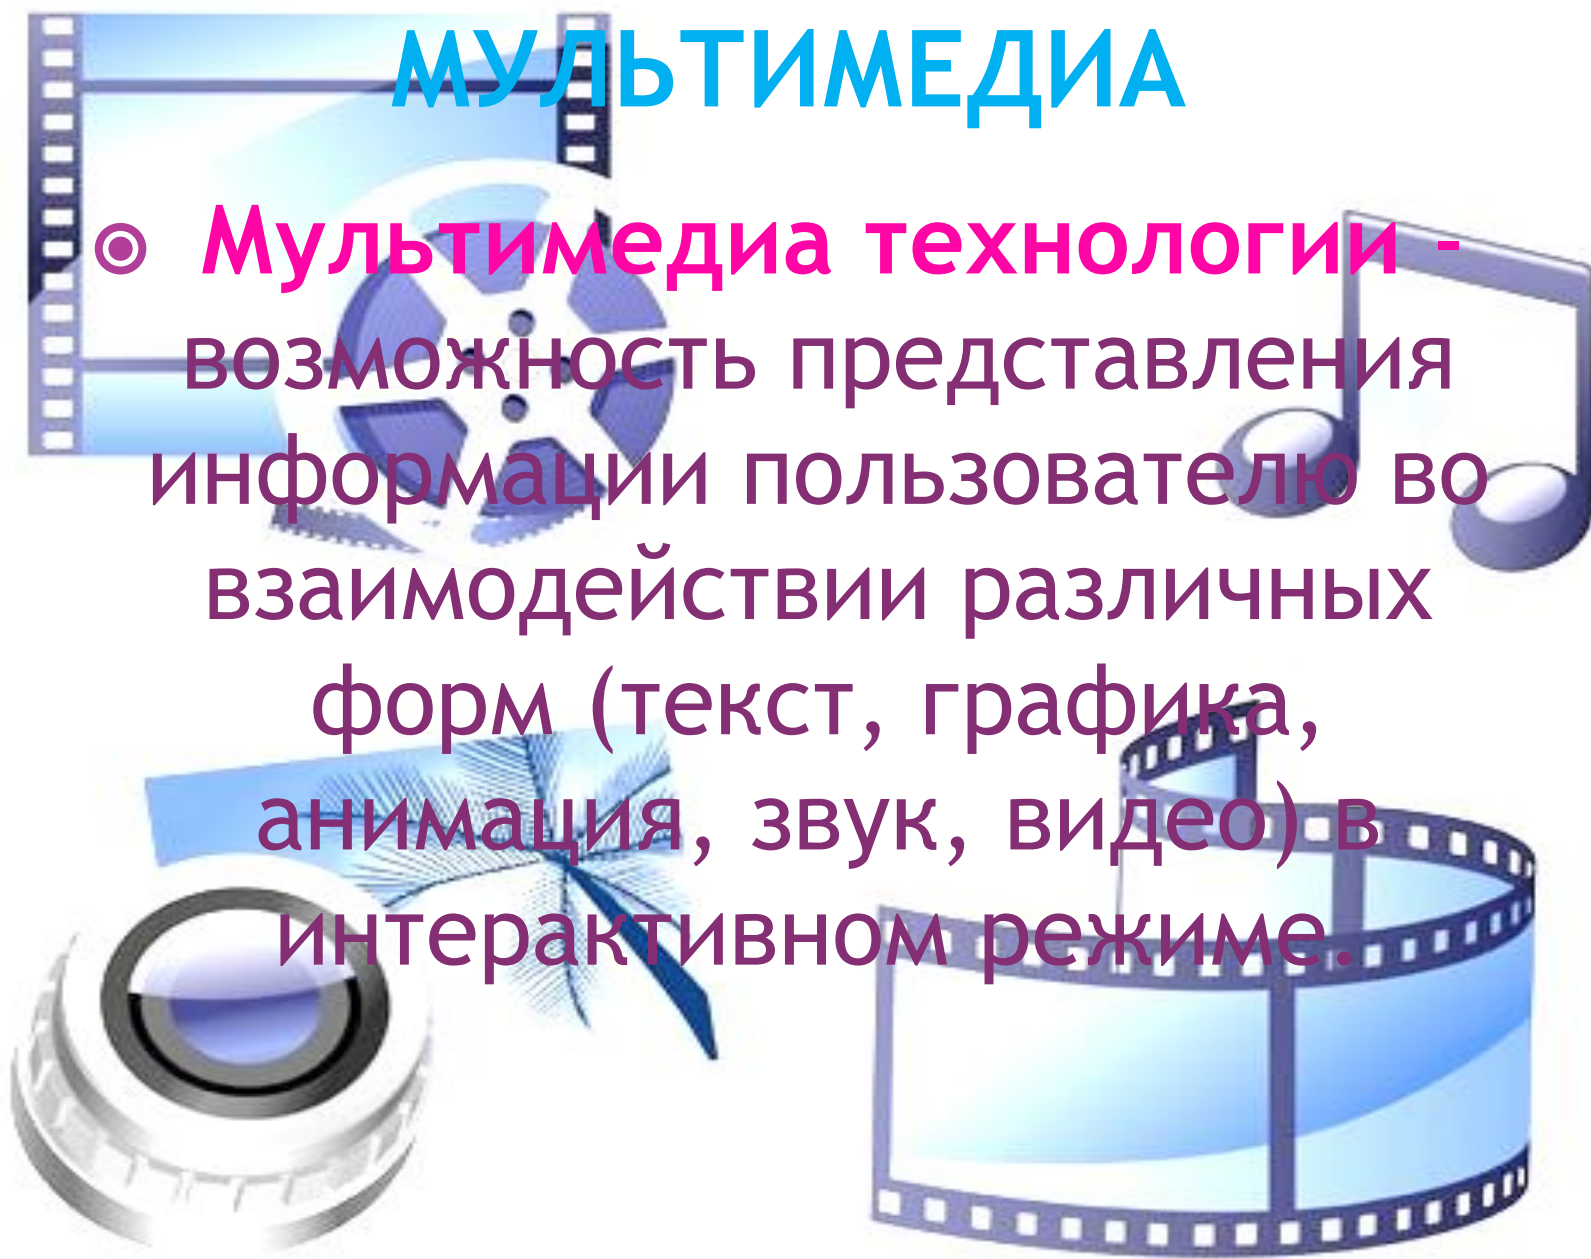 МУЛЬТИМЕДИА
Мультимедиа технологии –
возможность представления
информации пользователю во
взаимодействии различных
форм (текст, графика,
анимация, звук, видео) в
интерактивном режиме.